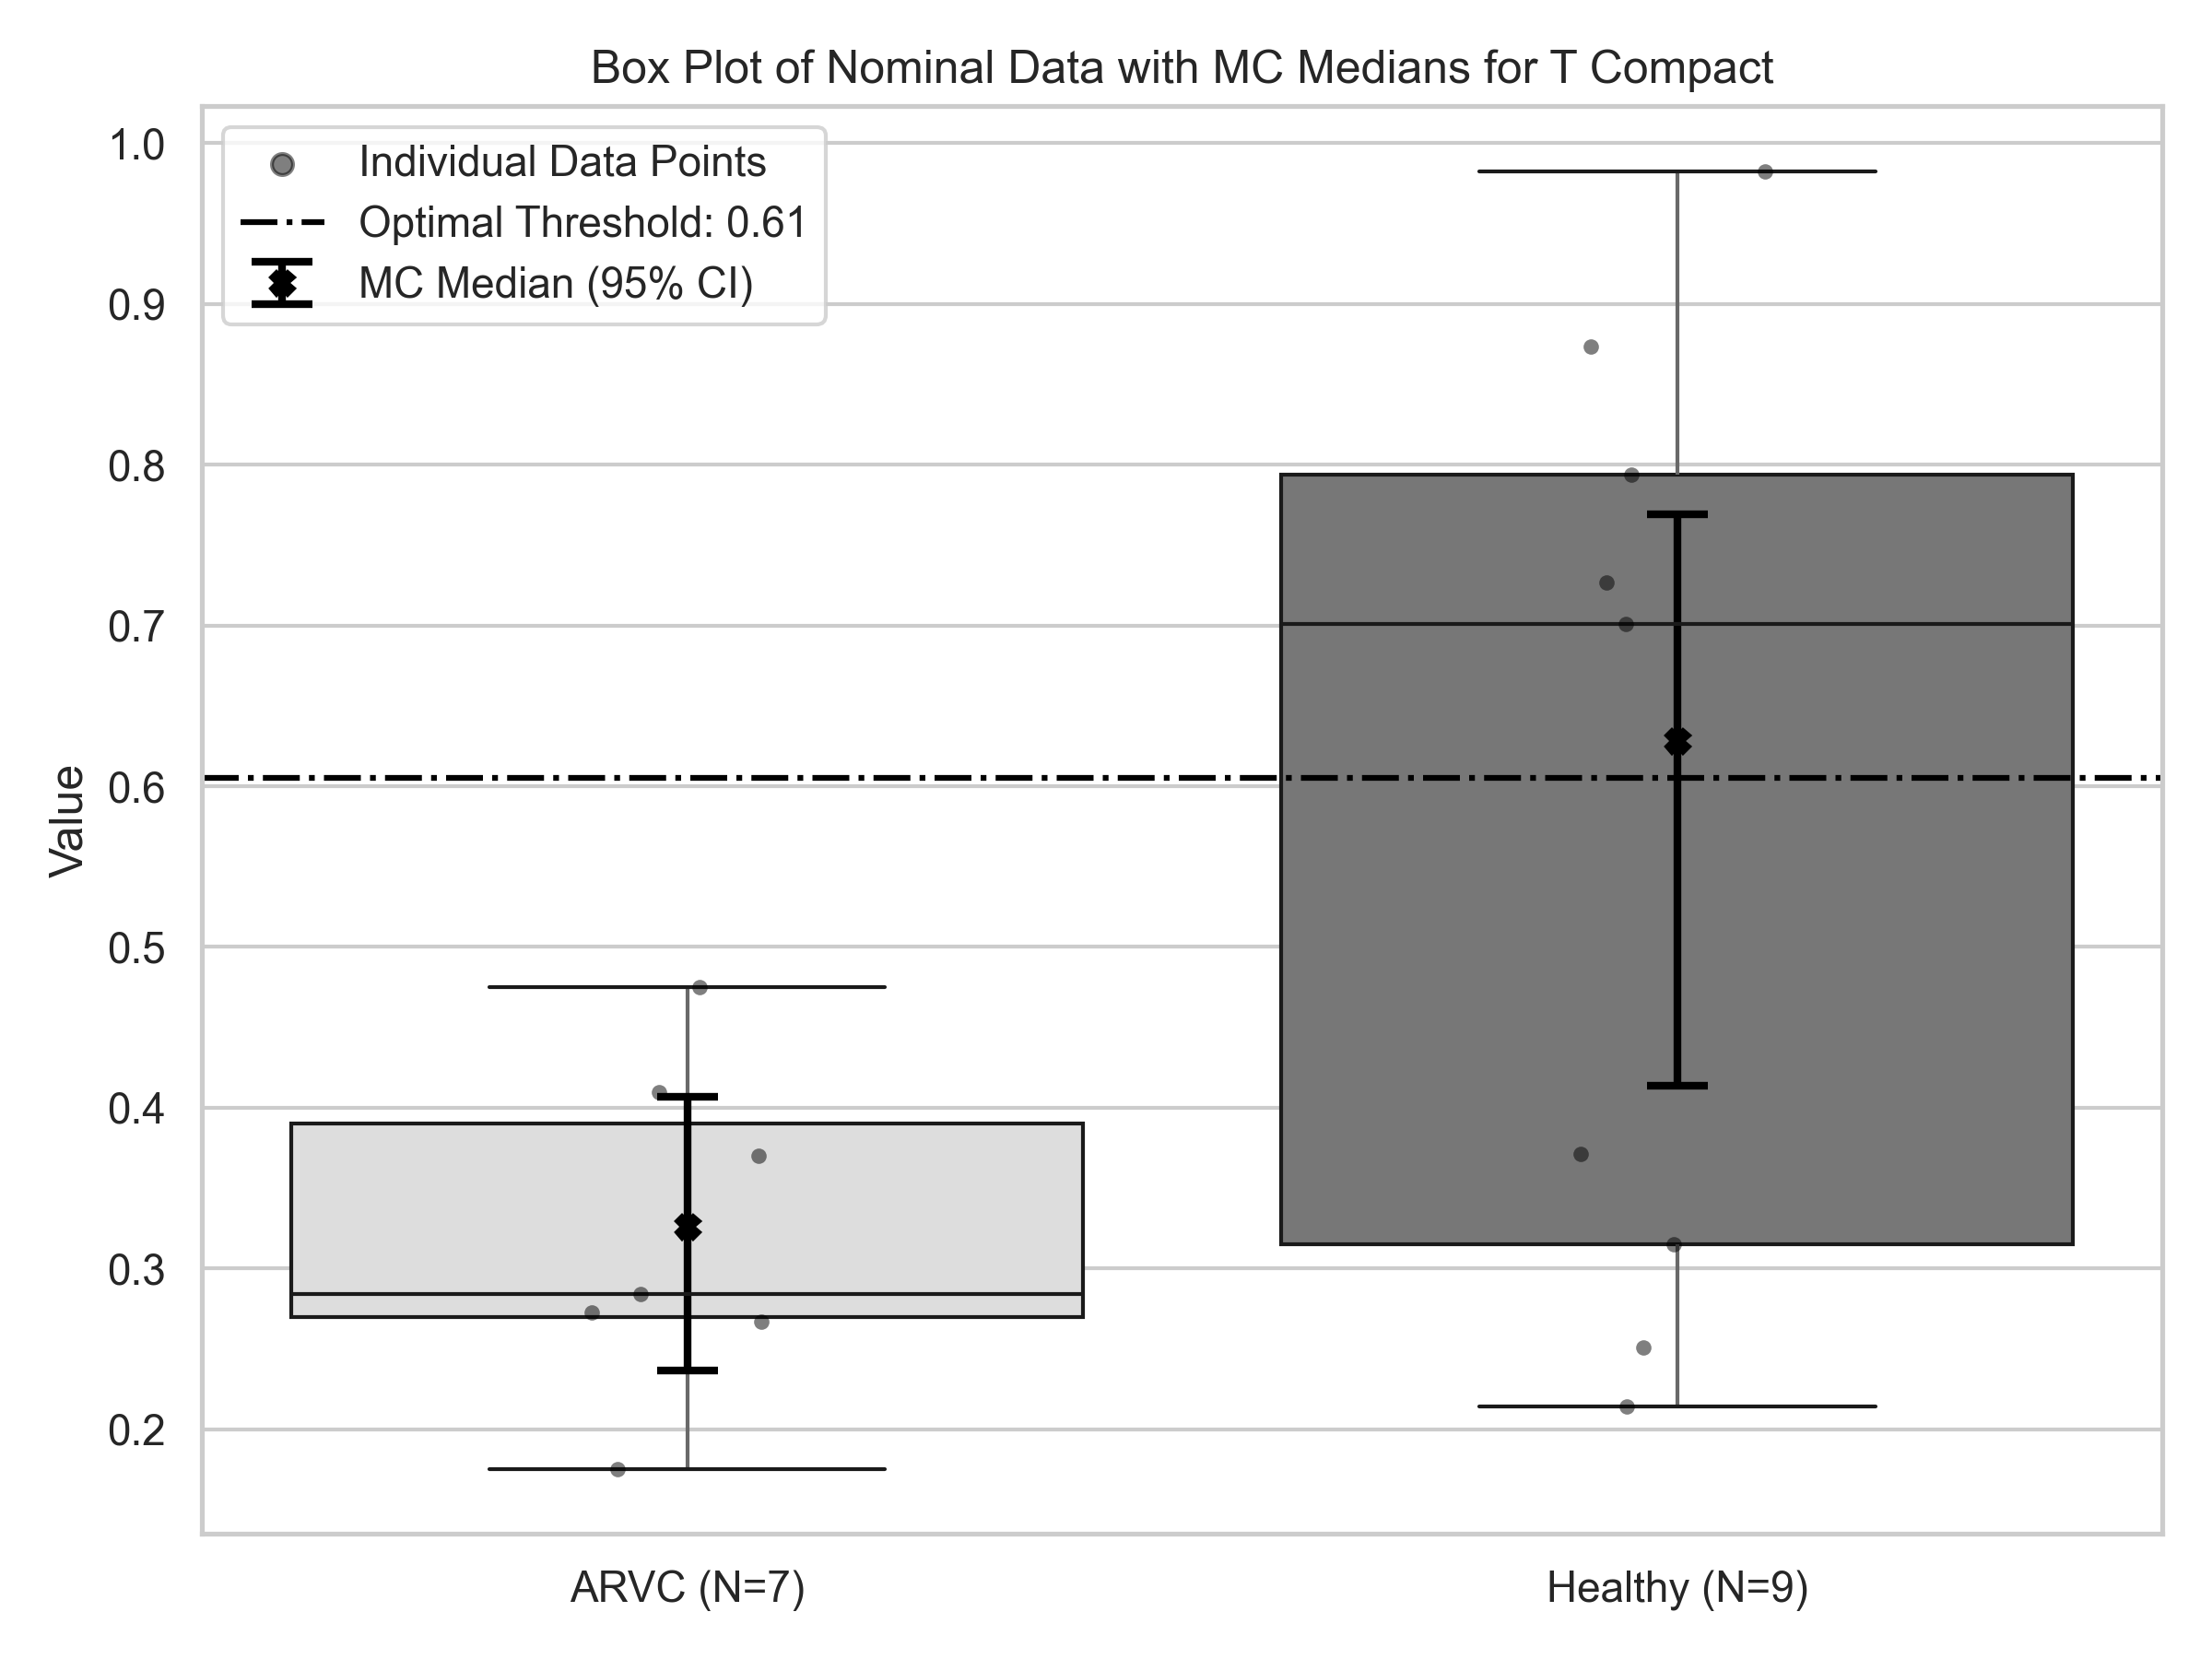 Box Plot of Nominal Data with MC Medians for T Compact
Individual Data Points
Optimal Threshold: 0.61
MC Median (95% CI)
1.0
0.9
0.8
0.7
0.6
0.5
0.4
0.3
0.2
Value
ARVC (N=7)
Healthy (N=9)